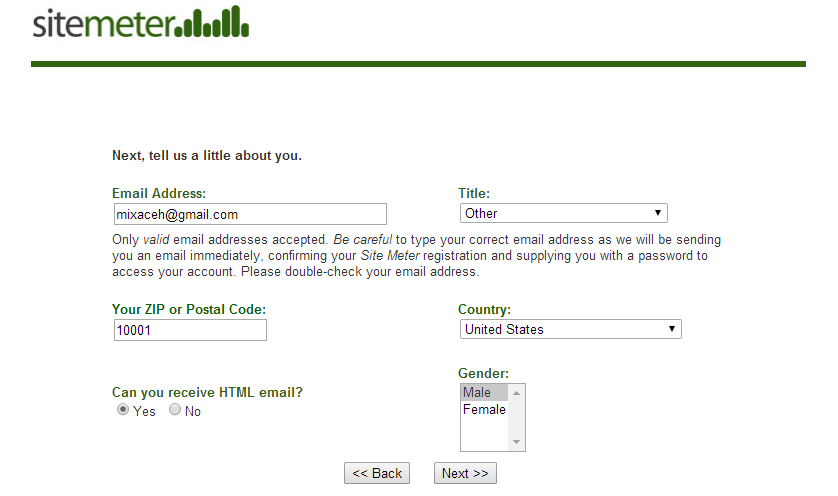 sitemeter
Next, tell us a little about you.
Email Address:
Title:
mixaceh@gmail.com
Other
Only valid email addresses accepted. Be careful to type your correct email address as we will be sending
you an email immediately, confirming your Site Meter registration and supplying you with a password to
access your account. Please double-check your email address.
Your ZIP or Postal Code:
Country:
10001
United States
Gender:
Male
Female
Can you receive HTML email?
Yes No
<< Back
Next >>